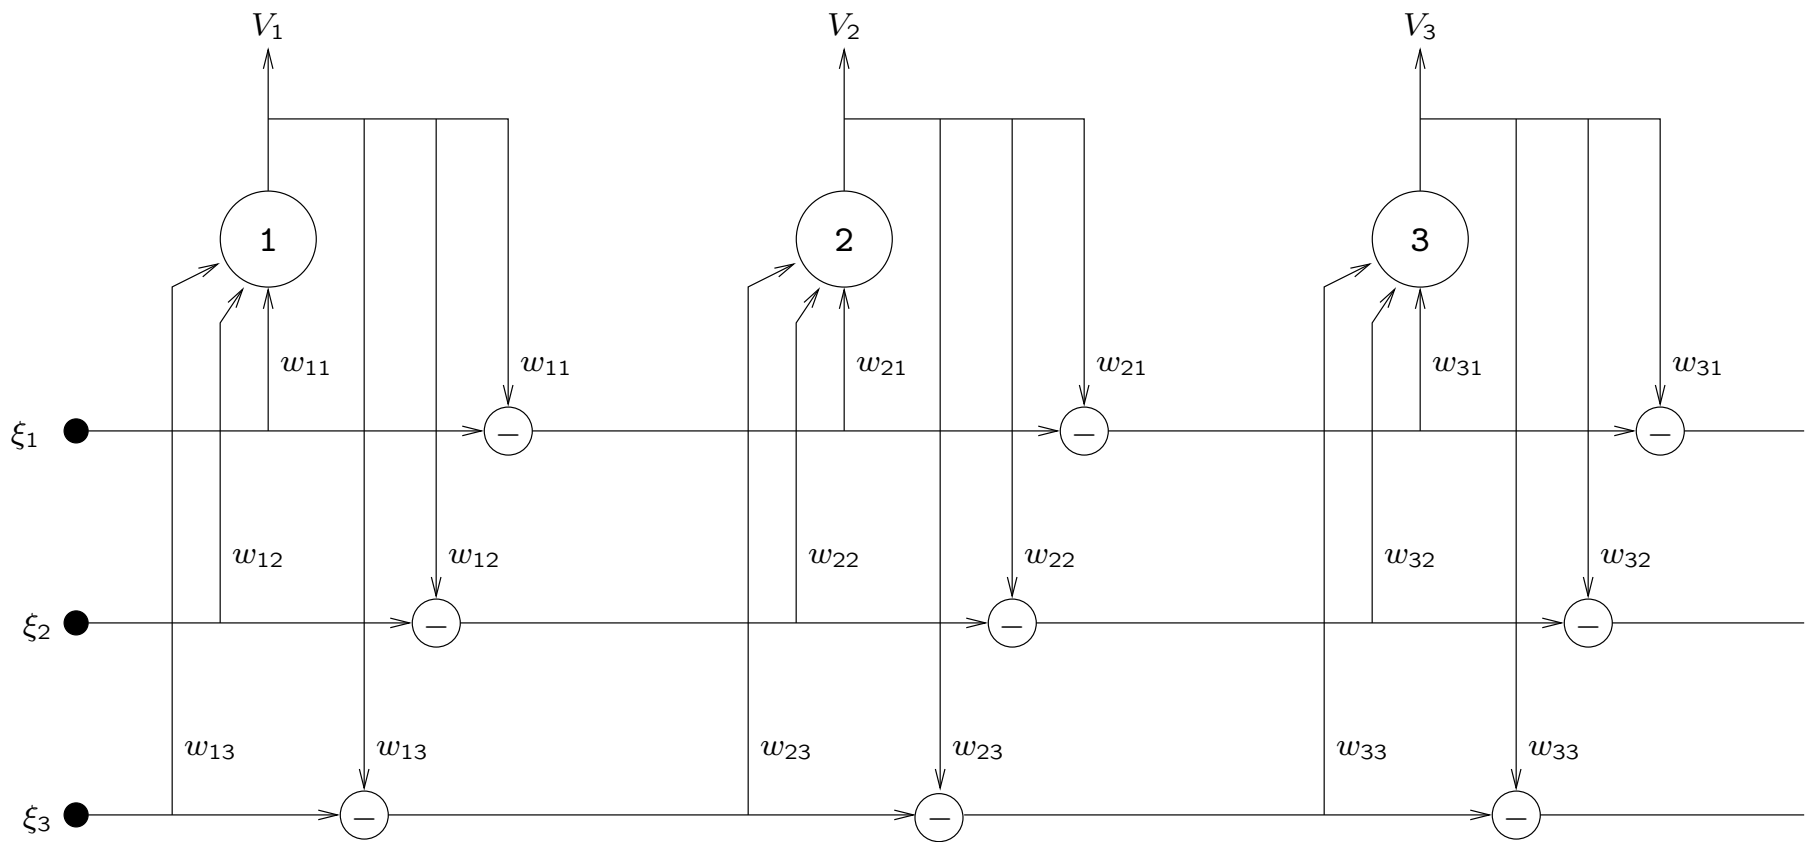 V₁ V₂ V₃
1 2 3
w₁₁ w₁₁ w₂₁ w₂₁ w₃₁ w₃₁
ξ₁ − − −
w₁₂ w₁₂ w₂₂ w₂₂ w₃₂ w₃₂
ξ₂ − − −
w₁₃ w₁₃ w₂₃ w₂₃ w₃₃ w₃₃
ξ₃ − − −